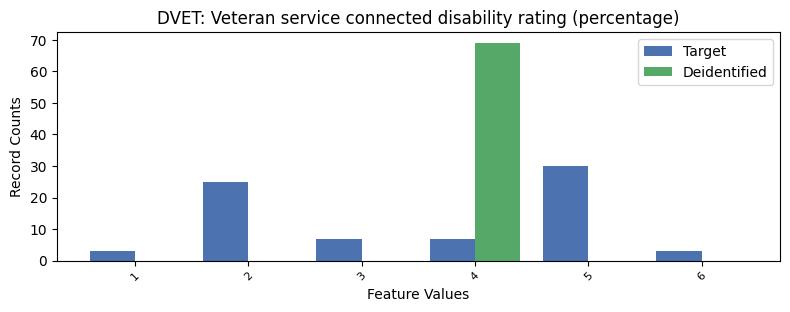 DVET: Veteran service connected disability rating (percentage)
Target
Deidentified
Record Counts
70
60
50
40
30
20
10
0
1 2 3 4 5 6
Feature Values